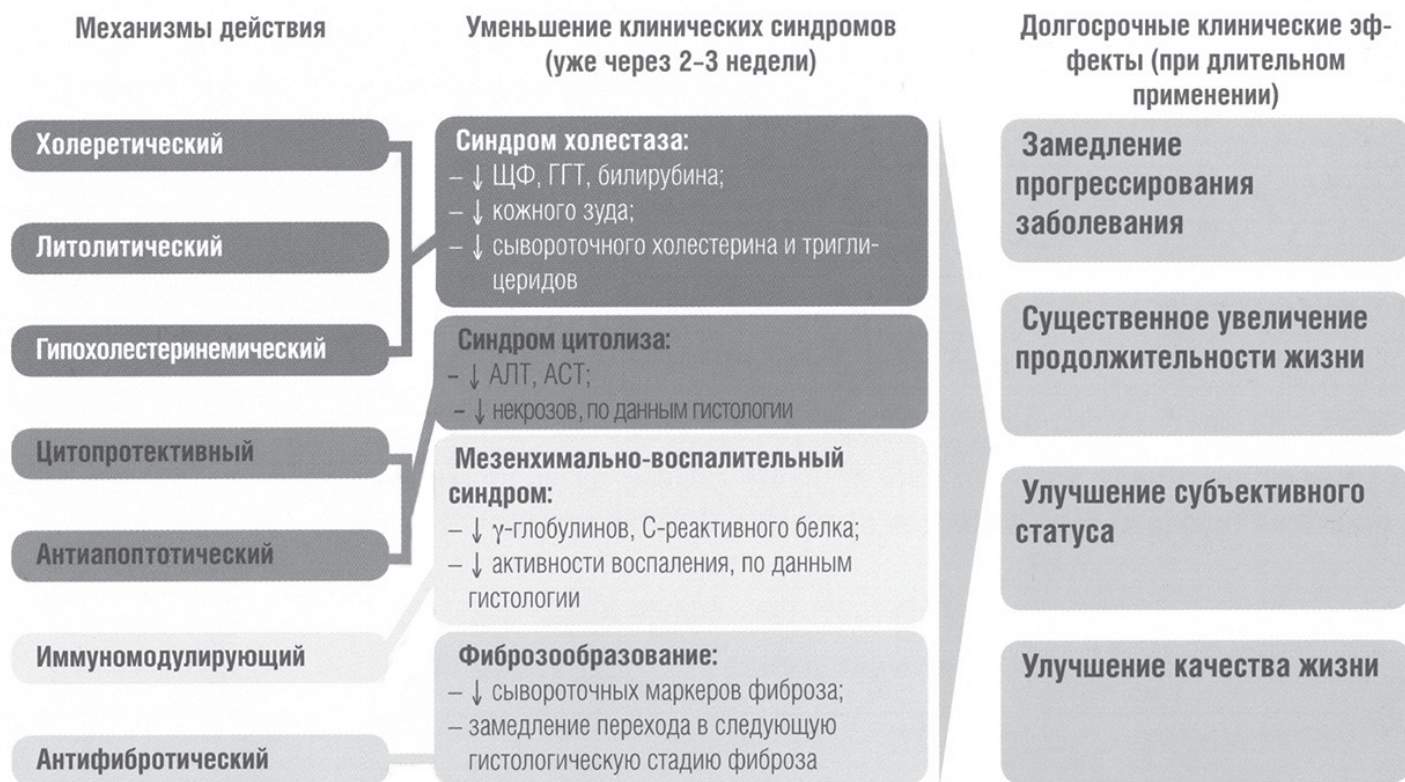 Механизмы действия
Уменьшение клинических синдромов
(уже через 2–3 недели)
Долгосрочные клинические эф-
фекты (при длительном
применении)
Холеретический
Литолитический
Гипохолестеринемический
Цитопротективный
Антиапоптотический
Иммуномодулирующий
Антифибротический
Синдром холестаза:
– ↓ ЩФ, ГГТ, билирубина;
– ↓ кожного зуда;
– ↓ сывороточного холестерина и тригли-
церидов
Синдром цитолиза:
– ↓ АЛТ, АСТ;
– ↓ некрозов, по данным гистологии
Мезенхимально-воспалительный
синдром:
– ↓ γ-глобулинов, С-реактивного белка;
– ↓ активности воспаления, по данным
гистологии
Фиброзообразование:
– ↓ сывороточных маркеров фиброза;
– замедление перехода в следующую
гистологическую стадию фиброза
Замедление
прогрессирования
заболевания
Существенное увеличение
продолжительности жизни
Улучшение субъективного
статуса
Улучшение качества жизни